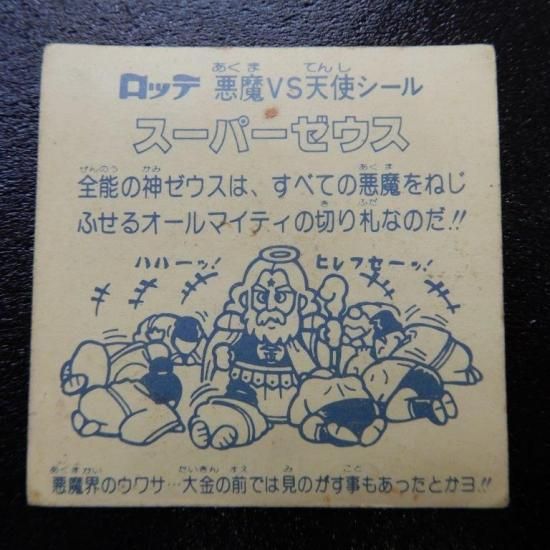 ロッテ 悪魔VS天使シール
スーパーゼウス
全能の神ゼウスは、すべての悪魔をねじ
ふせるオールマイティの切り札なのだ!!
ハハーッ! ヒレフセーッ!
悪魔界のウワサ…大金の前では見のがす事もあったとかヨ!!